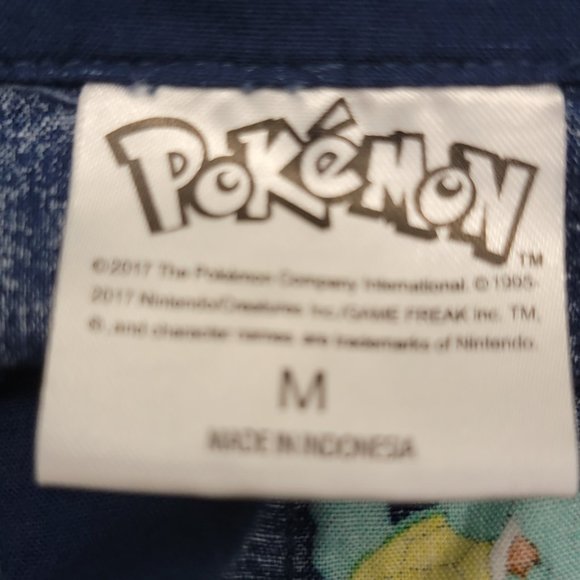 POKéMON
TM
©2017 The Pokémon Company International. ©1995-
2017 Nintendo/Creatures Inc./GAME FREAK inc. TM,
®, and character names are trademarks of Nintendo.
M
MADE IN INDONESIA